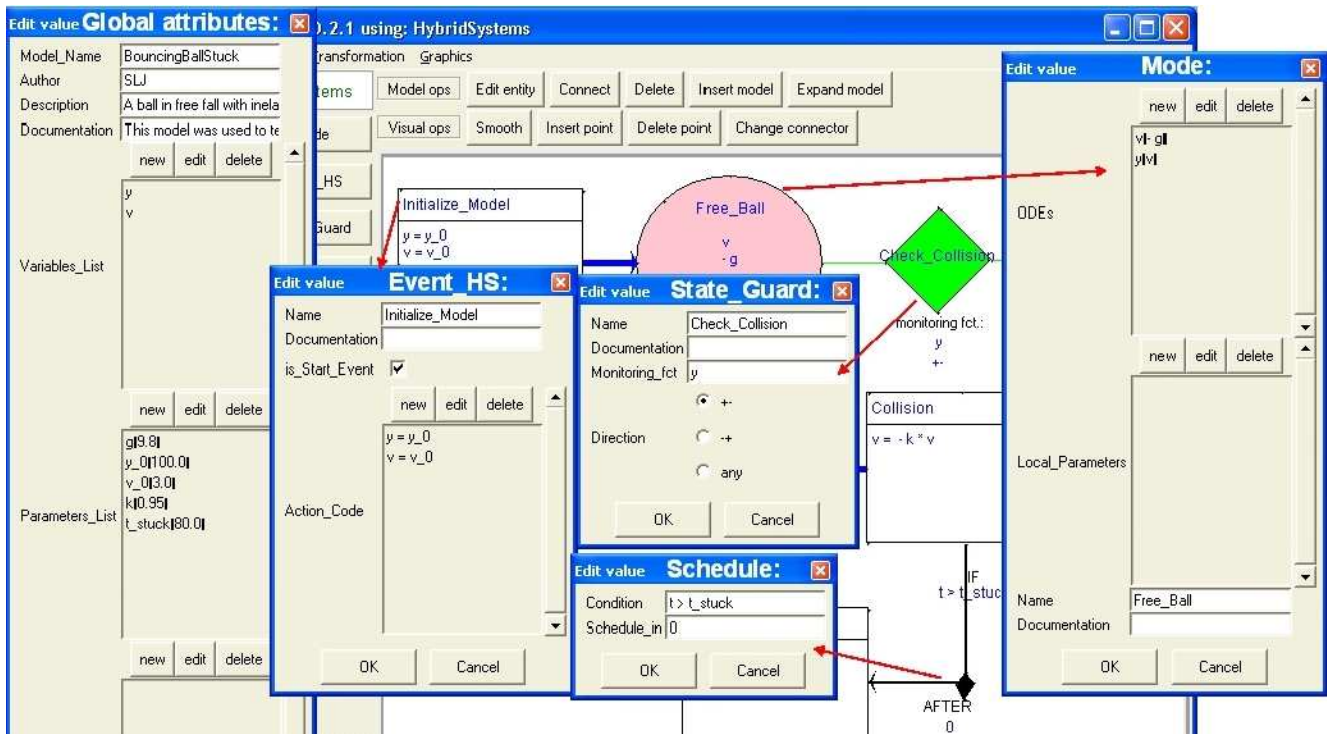 Edit value Global attributes:
Model_Name BouncingBallStuck
Author SLJ
Description A ball in free fall with inela
Documentation This model was used to te
new edit delete
y
v
Variables_List
new edit delete
g|9.8|
y_0|100.0|
v_0|3.0|
k|0.95|
t_stuck|80.0|
Parameters_List
new edit delete
0.2.1 using: HybridSystems
ransformation Graphics
tems Model ops Edit entity Connect Delete Insert model Expand model
de Visual ops Smooth Insert point Delete point Change connector
_HS
Guard
Initialize_Model
y = y_0
v = v_0
Free_Ball
v
- g
Check_Collision
monitoring fct.:
y
+-
Collision
v = - k * v
IF
t > t_stuc
AFTER
0
Edit value Event_HS:
Name Initialize_Model
Documentation
is_Start_Event
new edit delete
y = y_0
v = v_0
Action_Code
OK Cancel
Edit value State_Guard:
Name Check_Collision
Documentation
Monitoring_fct y
+-
Direction -+
any
OK Cancel
Edit value Schedule:
Condition t > t_stuck
Schedule_in 0
OK Cancel
Edit value Mode:
new edit delete
v|- g|
y|v|
ODEs
new edit delete
Local_Parameters
Name Free_Ball
Documentation
OK Cancel